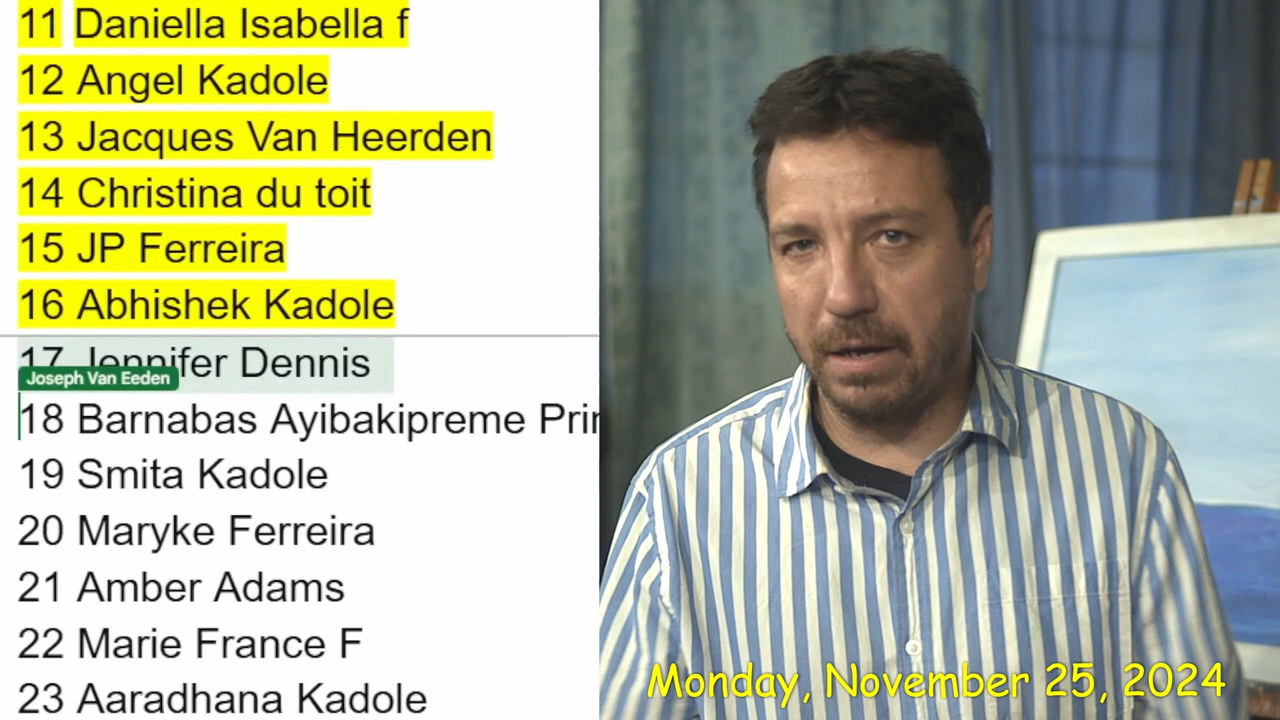 11 Daniella Isabella f
12 Angel Kadole
13 Jacques Van Heerden
14 Christina du toit
15 JP Ferreira
16 Abhishek Kadole
17 Jennifer Dennis
Joseph Van Eeden
18 Barnabas Ayibakipreme
19 Smita Kadole
20 Maryke Ferreira
21 Amber Adams
22 Marie France F
23 Aaradhana Kadole
Monday, November 25, 2024